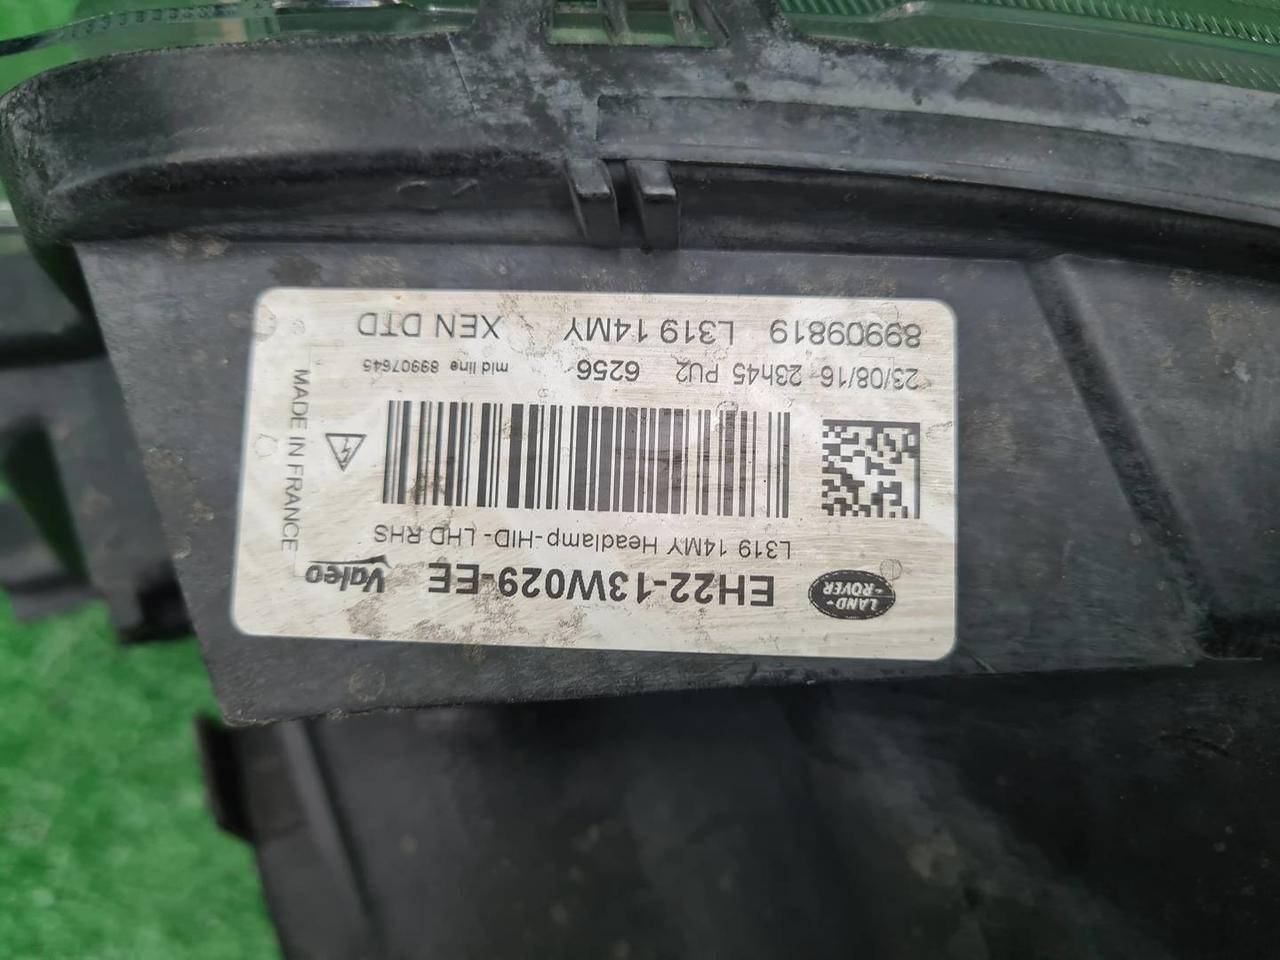 LAND-
ROVER
EH22-13W029-EE
Valeo
L319 14MY Headlamp-HID- LHD RHS
MADE IN FRANCE
23/08/16 23h45 PU2 6256 mid line 89907645
89909819 L319 14MY XEN DTD